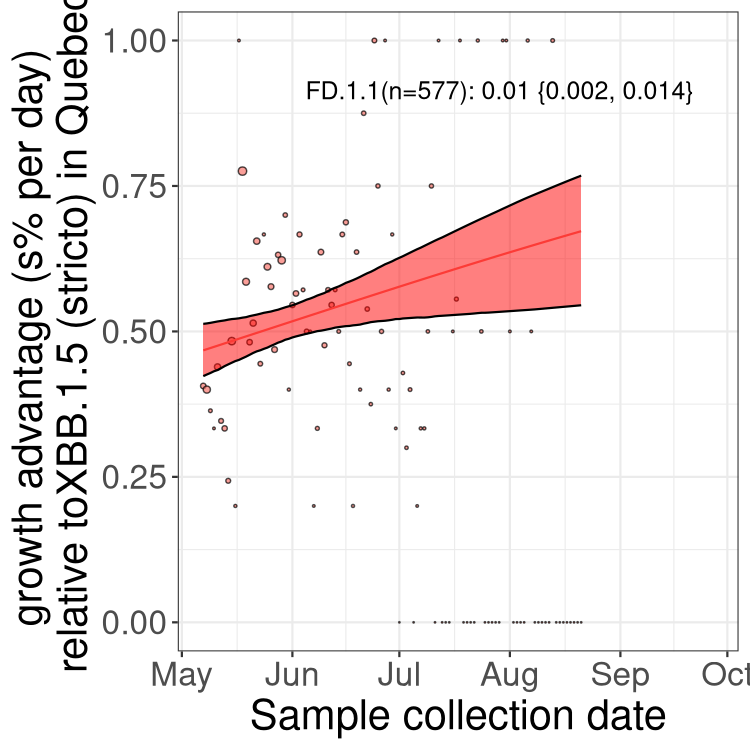 growth advantage (s% per day)
relative toXBB.1.5 (stricto) in Quebec
1.00
0.75
0.50
0.25
0.00
FD.1.1(n=577): 0.01 {0.002, 0.014}
May Jun Jul Aug Sep Oct
Sample collection date